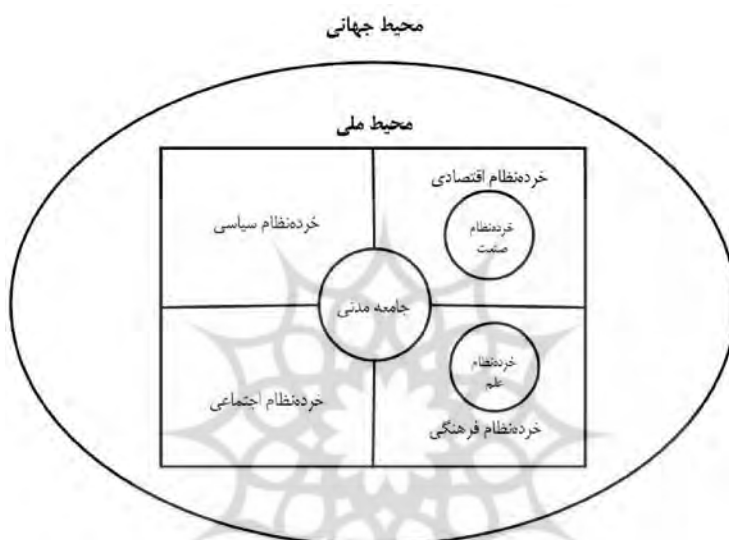 محیط جهانی
محیط ملی
خرده‌نظام اقتصادی
خرده‌نظام
صنعت
خرده‌نظام سیاسی
جامعه مدنی
خرده‌نظام
علم
خرده‌نظام اجتماعی
خرده‌نظام فرهنگی